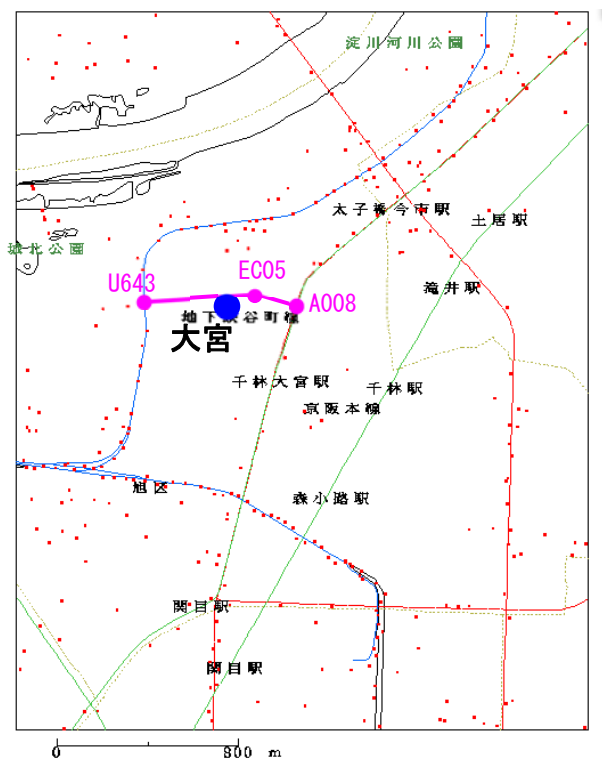 淀川河川公園
太子橋今市駅
土居駅
城北公園
EC05
U643
滝井駅
A008
地下鉄谷町線
大宮
千林大宮駅
千林駅
京阪本線
旭区
森小路駅
関目駅
関目駅
0 800 m